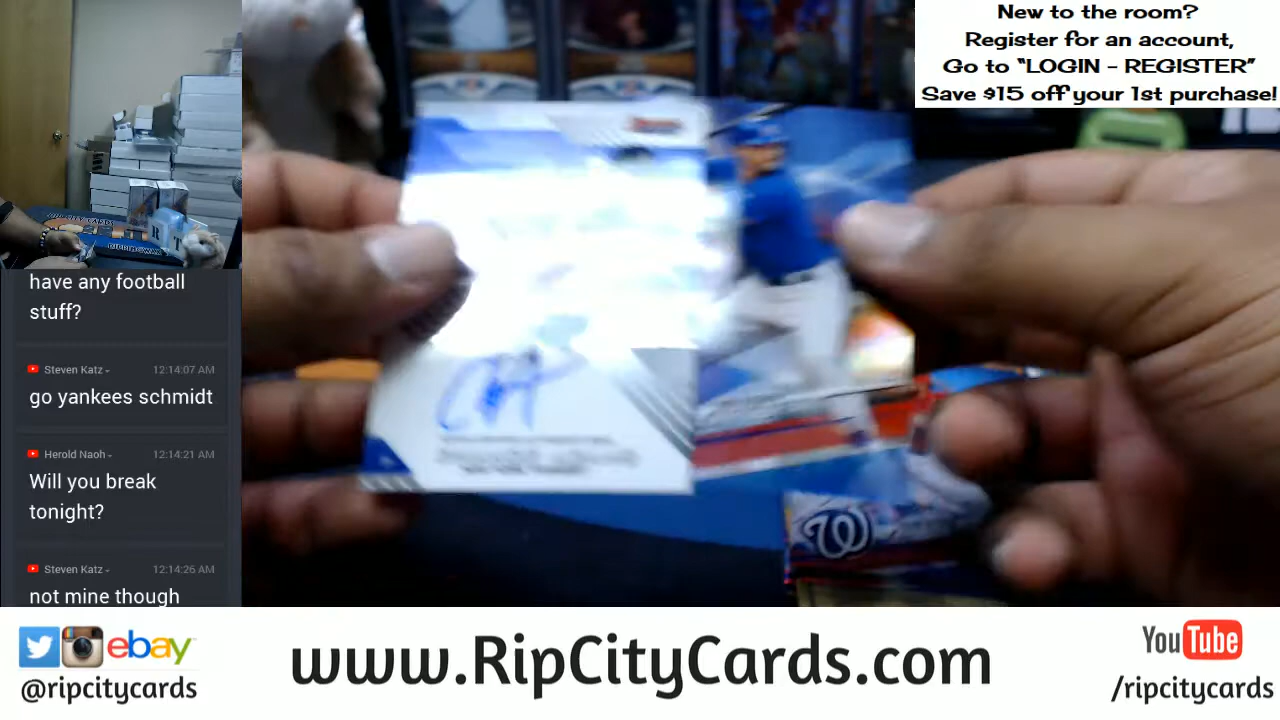 New to the room?
Register for an account,
Go to "LOGIN - REGISTER"
Save $15 off your 1st purchase!
have any football
stuff?
Steven Katz -
12:14:07 AM
go yankees schmidt
Herold Naoh -
12:14:21 AM
Will you break
tonight?
Steven Katz -
12:14:26 AM
not mine though
R T
W
ebay
@ripcitycards
www.RipCityCards.com
YouTube
/ripcitycards